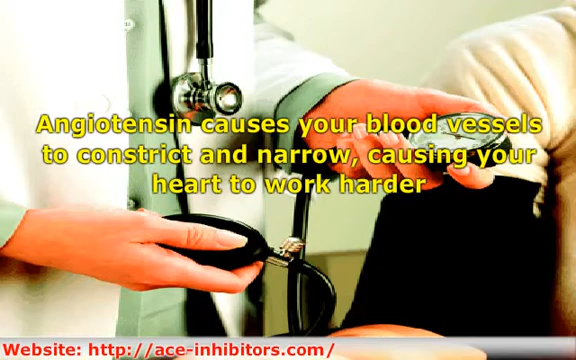 Angiotensin causes your blood vessels
to constrict and narrow, causing your
heart to work harder
Website: http://ace-inhibitors.com/